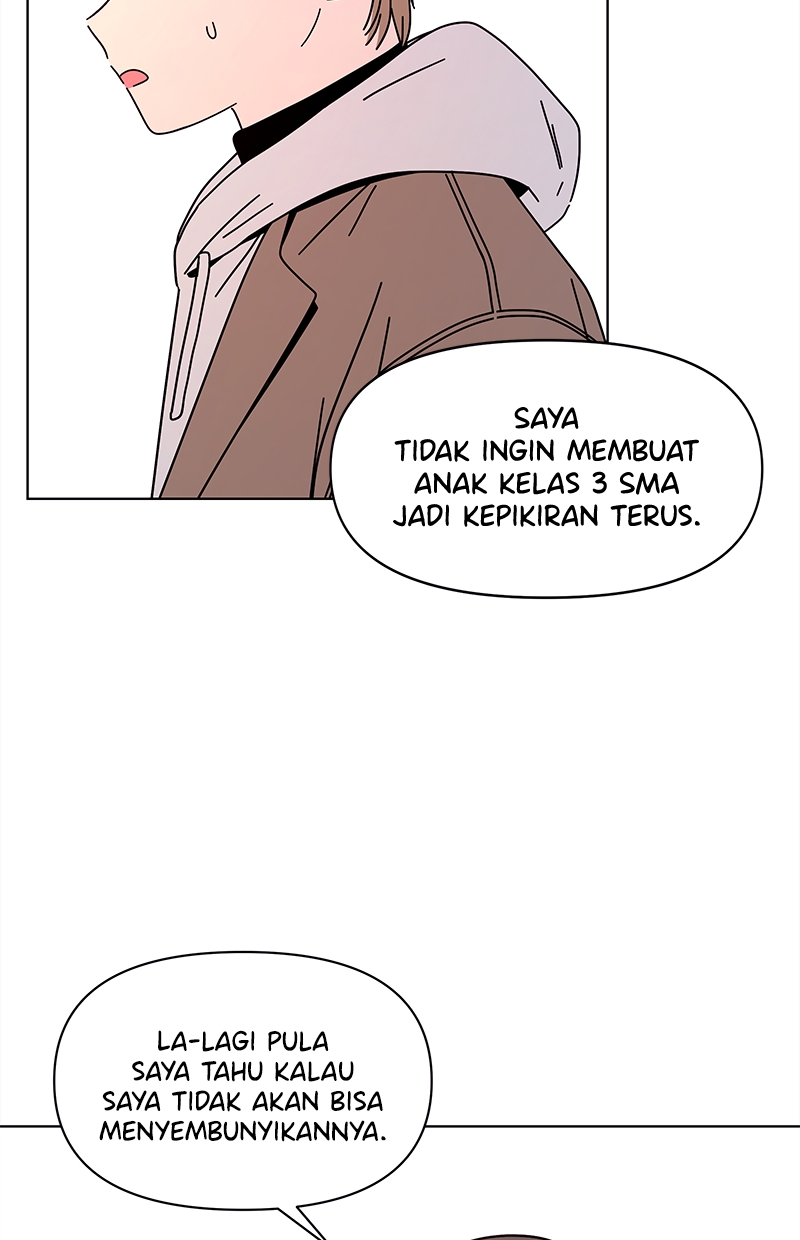 SAYA
TIDAK INGIN MEMBUAT
ANAK KELAS 3 SMA
JADI KEPIKIRAN TERUS.
LA-LAGI PULA
SAYA TAHU KALAU
SAYA TIDAK AKAN BISA
MENYEMBUNYIKANNYA.